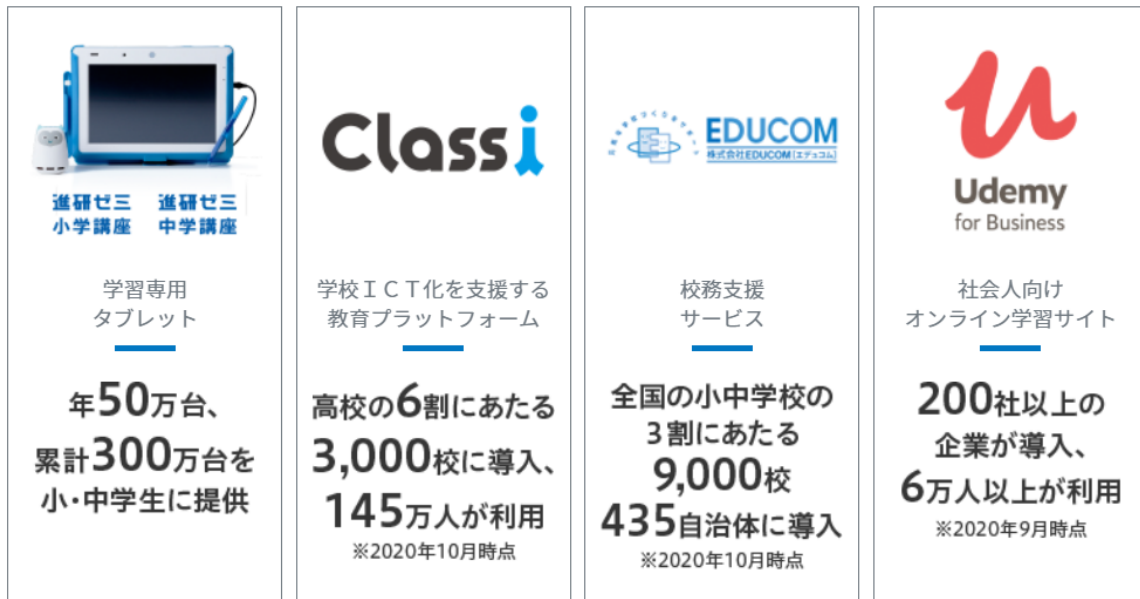 進研ゼミ
小学講座
進研ゼミ
中学講座
学習専用
タブレット
年50万台、
累計300万台を
小・中学生に提供
Classi
学校ICT化を支援する
教育プラットフォーム
高校の6割にあたる
3,000校に導入、
145万人が利用
※2020年10月時点
EDUCOM
株式会社EDUCOM[エデュコム]
校務支援
サービス
全国の小中学校の
3割にあたる
9,000校
435自治体に導入
※2020年10月時点
Udemy
for Business
社会人向け
オンライン学習サイト
200社以上の
企業が導入、
6万人以上が利用
※2020年9月時点